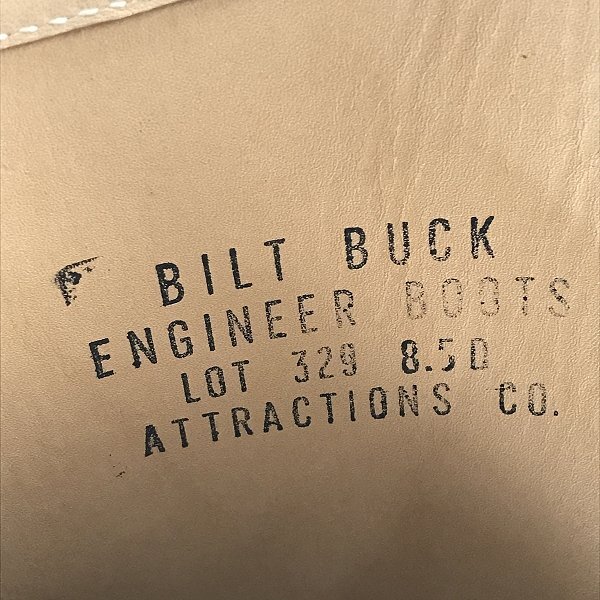 BILT BUCK
ENGINEER BOOTS
LOT 329 8.5D
ATTRACTIONS CO.